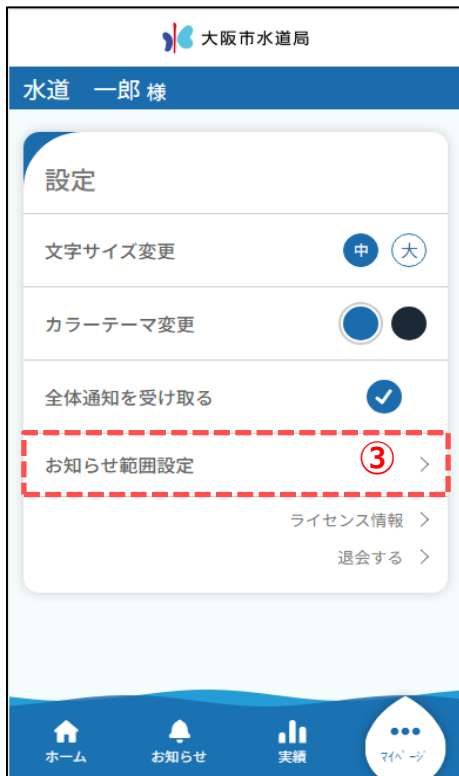 大阪市水道局
水道　一郎 様
設定
文字サイズ変更 中 大
カラーテーマ変更
全体通知を受け取る
お知らせ範囲設定 ③
ライセンス情報
退会する
ホーム お知らせ 実績 ﾏｲﾍﾟｰｼﾞ